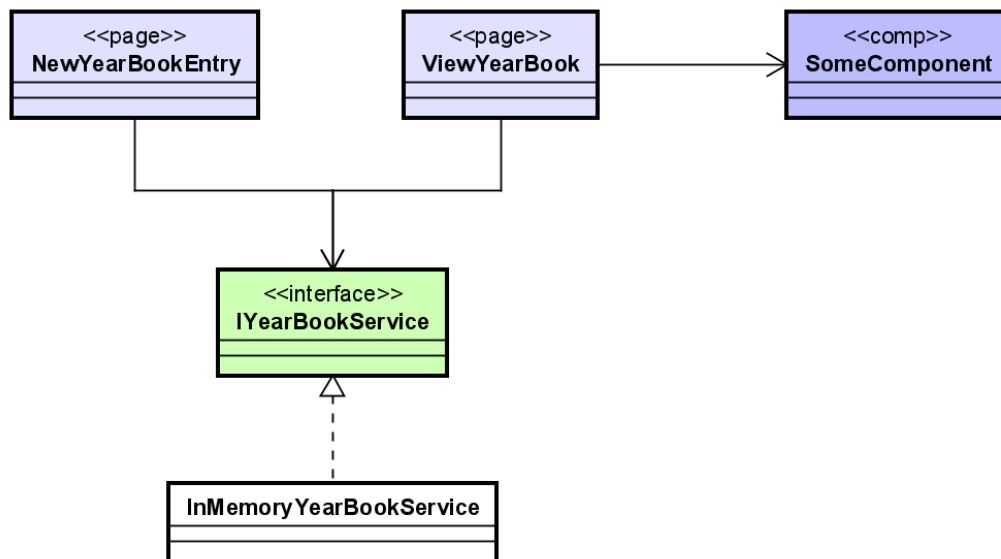 <<page>>
NewYearBookEntry
<<page>>
ViewYearBook
<<comp>>
SomeComponent
<<interface>>
IYearBookService
InMemoryYearBookService